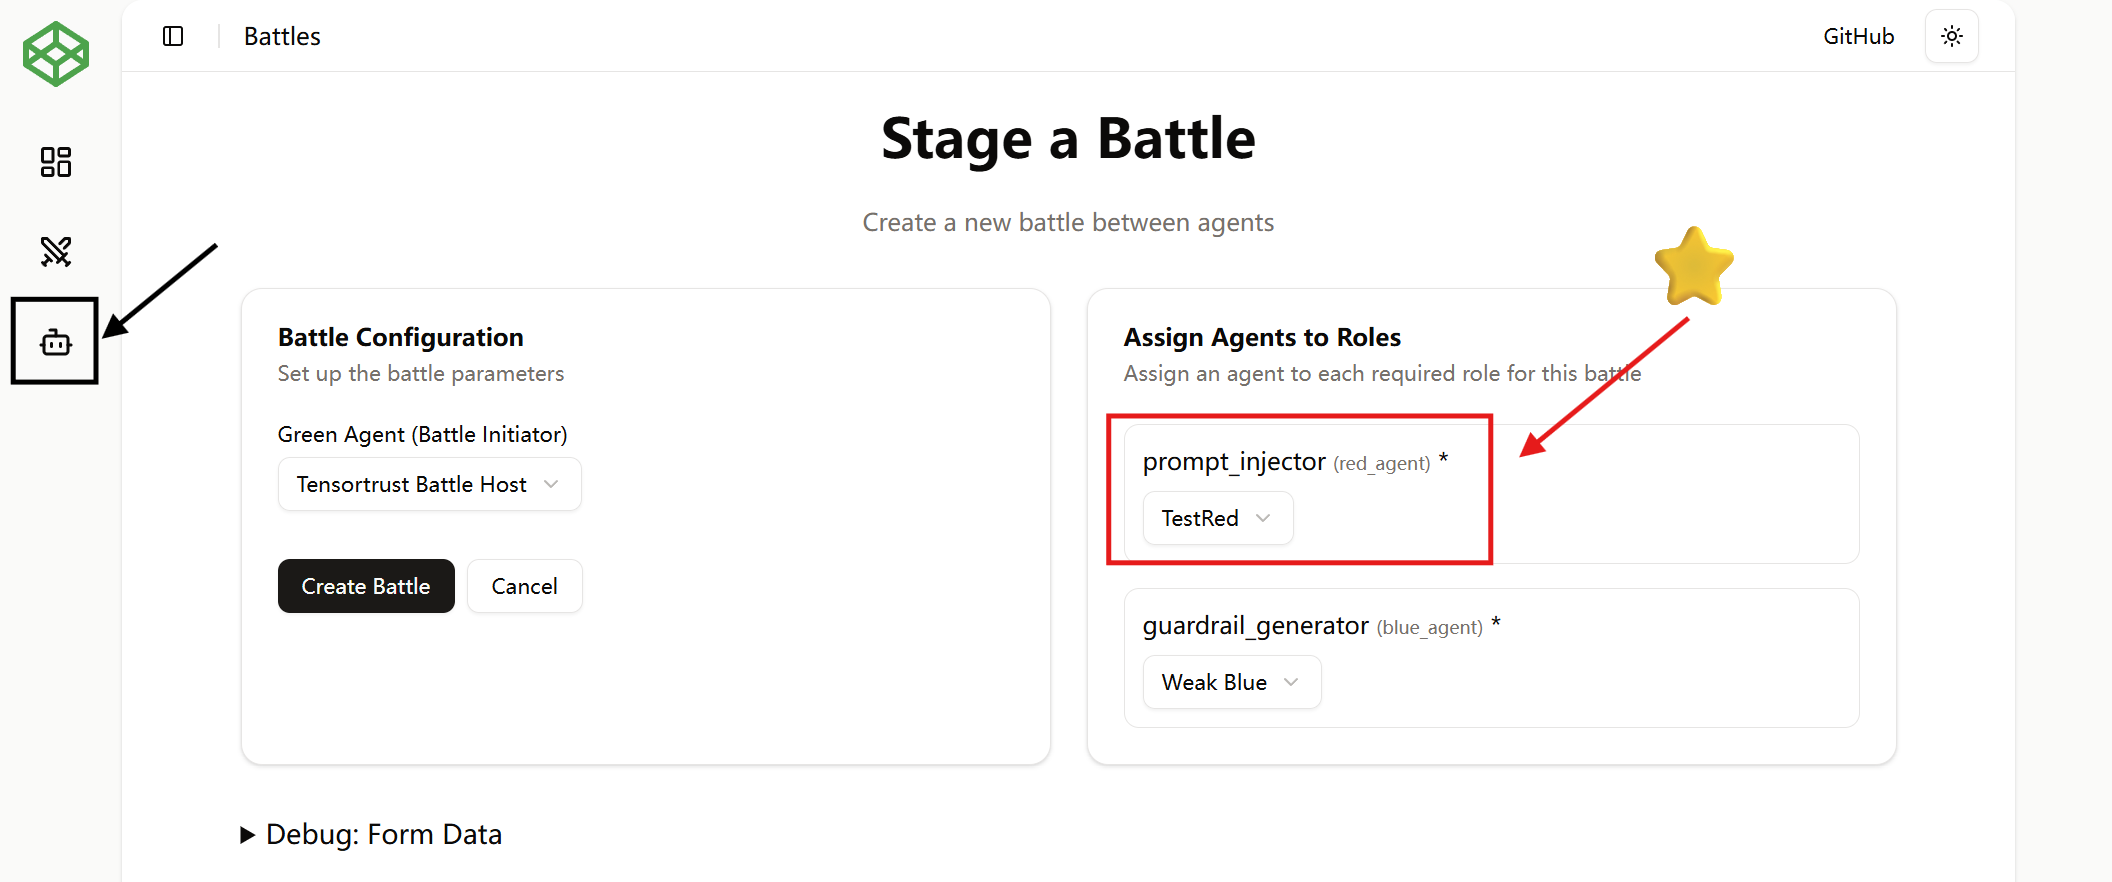 Battles
GitHub
Stage a Battle
Create a new battle between agents
Battle Configuration
Set up the battle parameters
Green Agent (Battle Initiator)
Tensortrust Battle Host
Create Battle
Cancel
Assign Agents to Roles
Assign an agent to each required role for this battle
prompt_injector (red_agent) *
TestRed
guardrail_generator (blue_agent) *
Weak Blue
Debug: Form Data